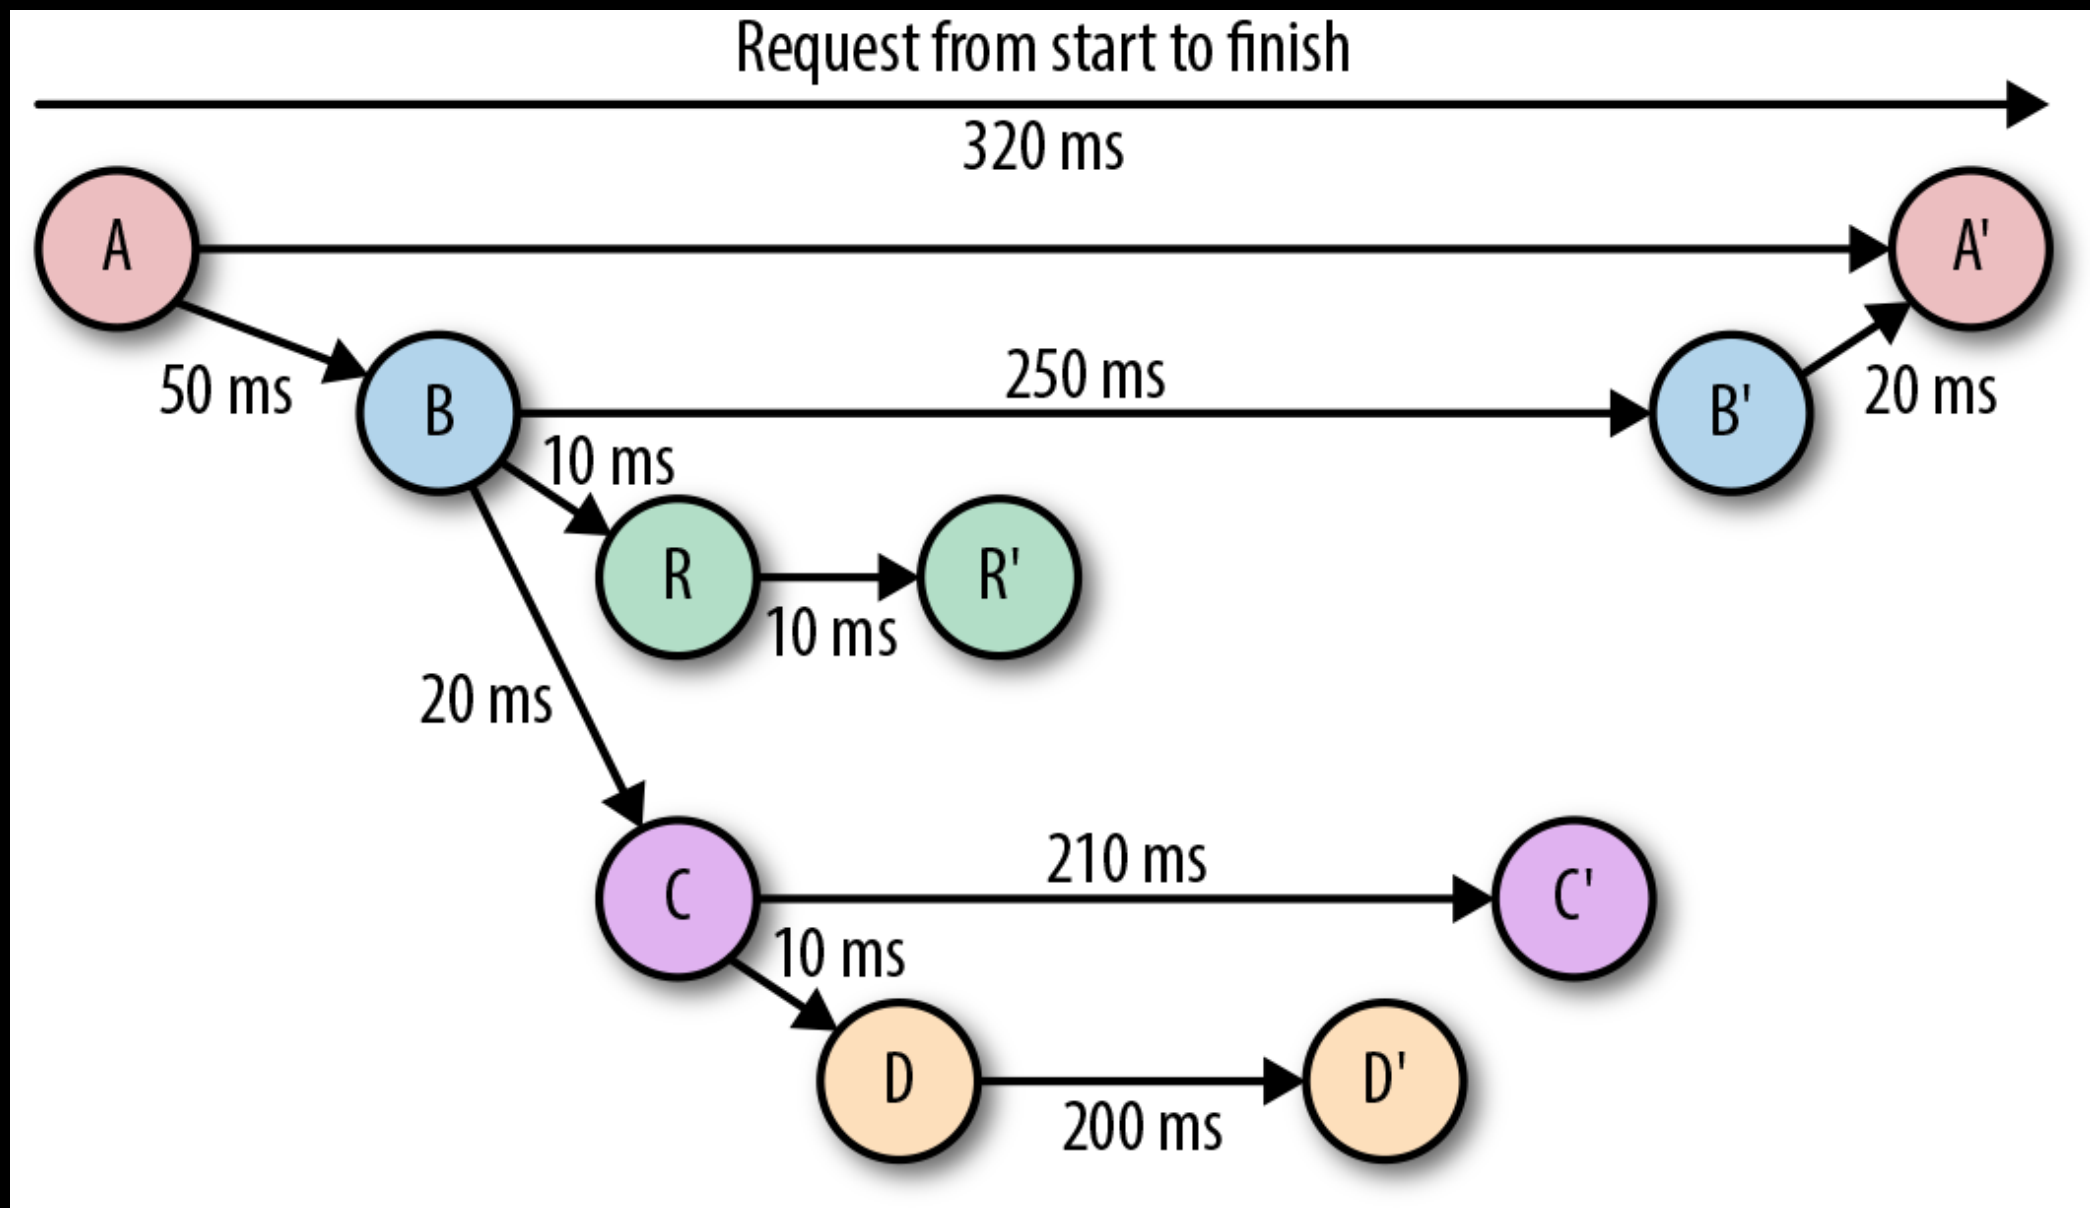 Request from start to finish
320 ms
A
A'
50 ms
B
250 ms
B'
20 ms
10 ms
R
R'
10 ms
20 ms
C
210 ms
C'
10 ms
D
D'
200 ms